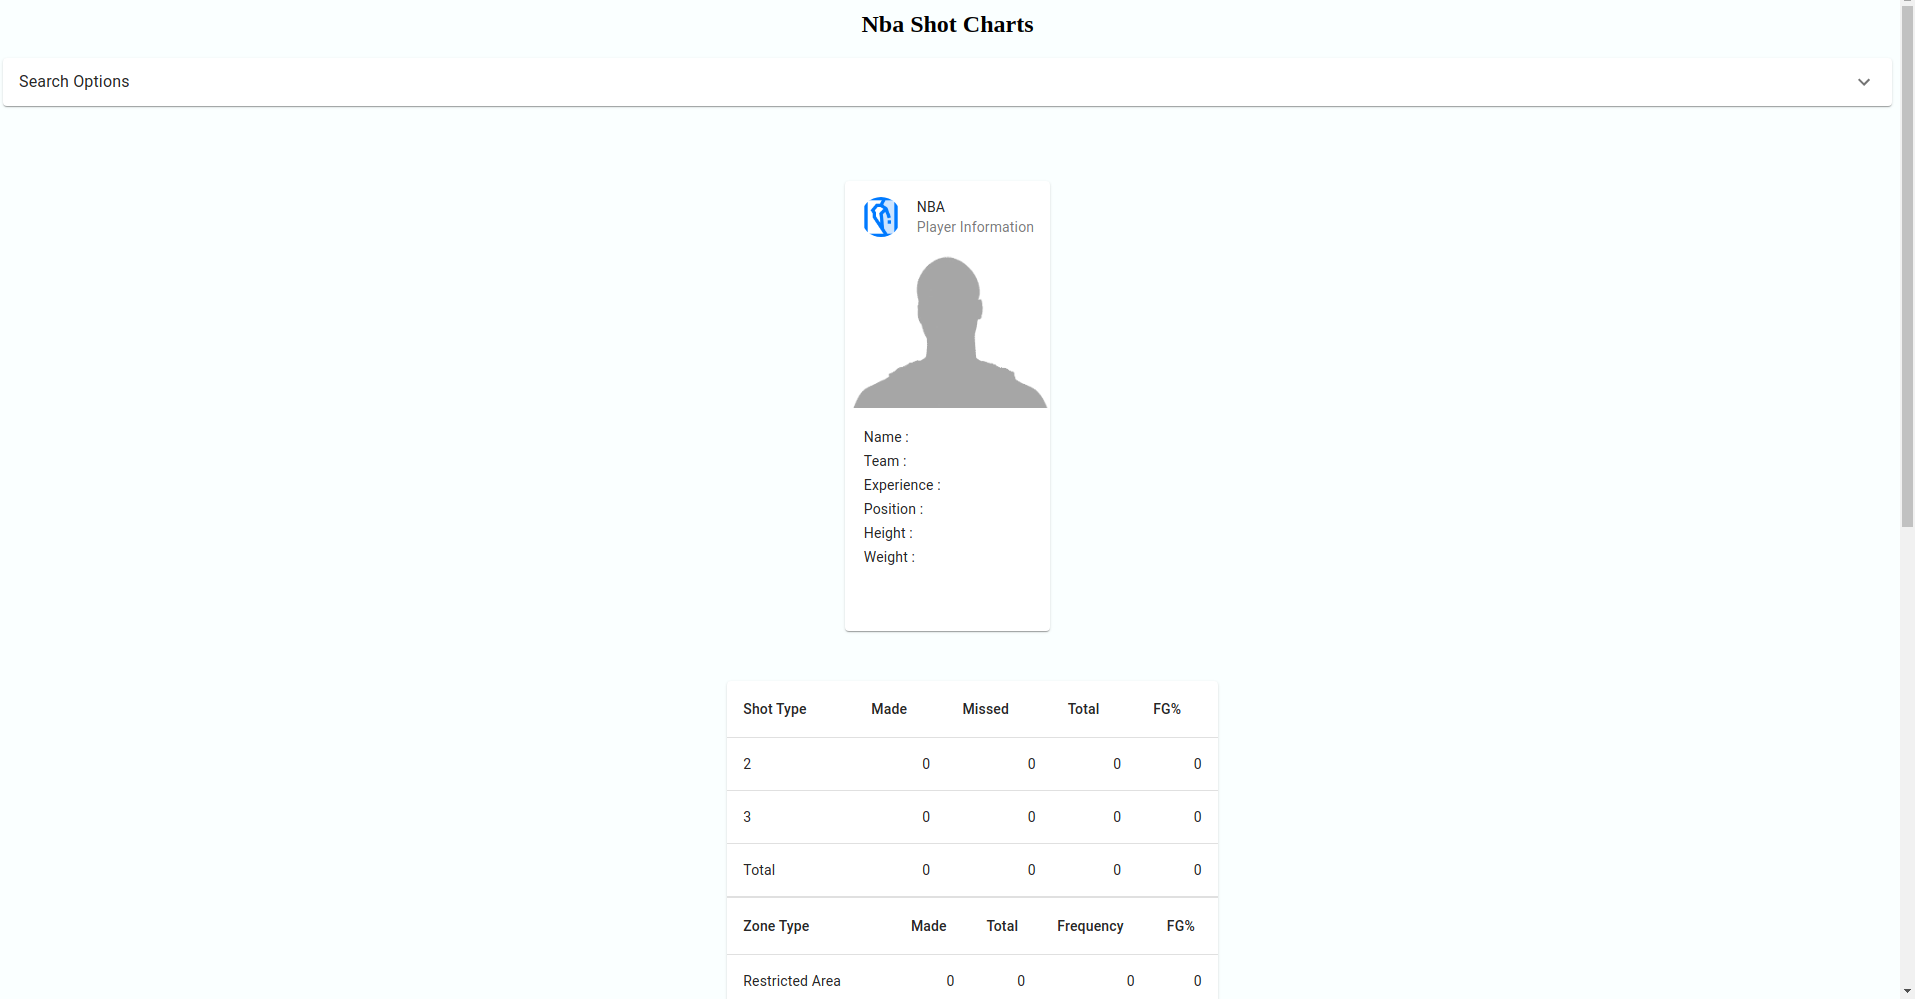 Nba Shot Charts
Search Options
NBA
Player Information
Name :
Team :
Experience :
Position :
Height :
Weight :
Shot Type Made Missed Total FG%
2 0 0 0 0
3 0 0 0 0
Total 0 0 0 0
Zone Type Made Total Frequency FG%
Restricted Area 0 0 0 0